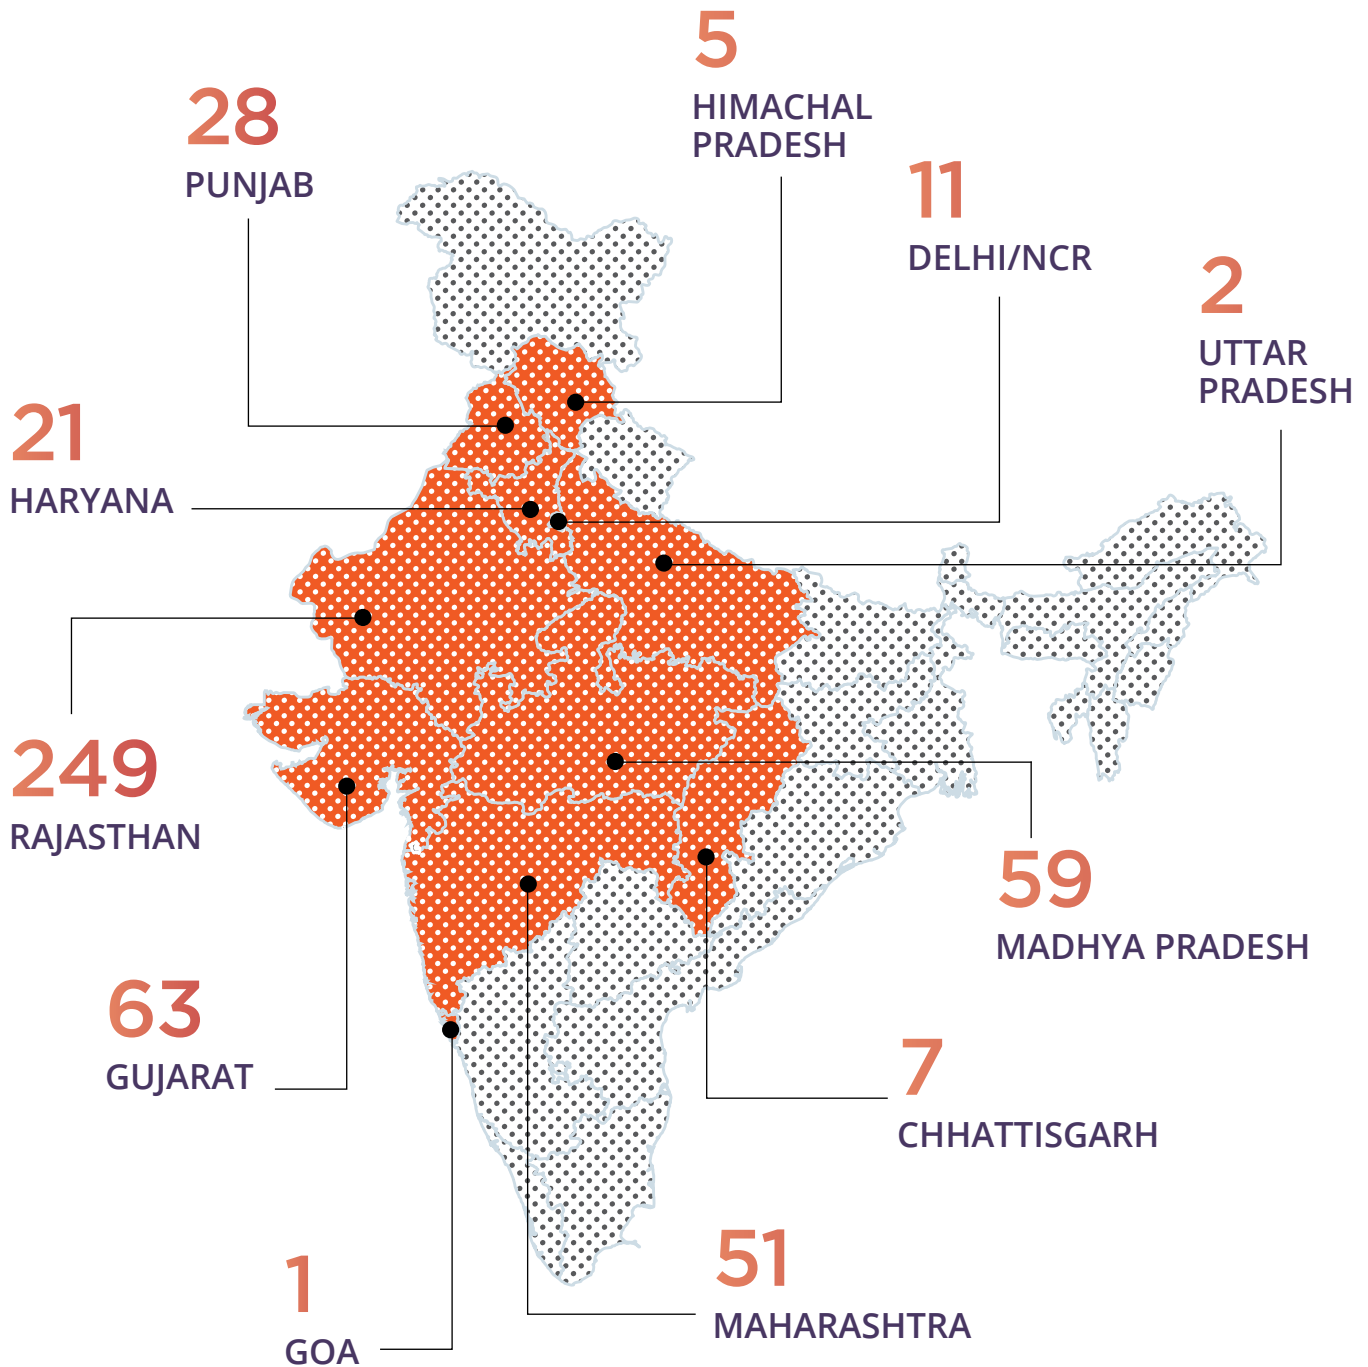 5
HIMACHAL
PRADESH
28
PUNJAB
11
DELHI/NCR
2
UTTAR
PRADESH
21
HARYANA
249
RAJASTHAN
59
MADHYA PRADESH
63
GUJARAT
7
CHHATTISGARH
51
MAHARASHTRA
1
GOA